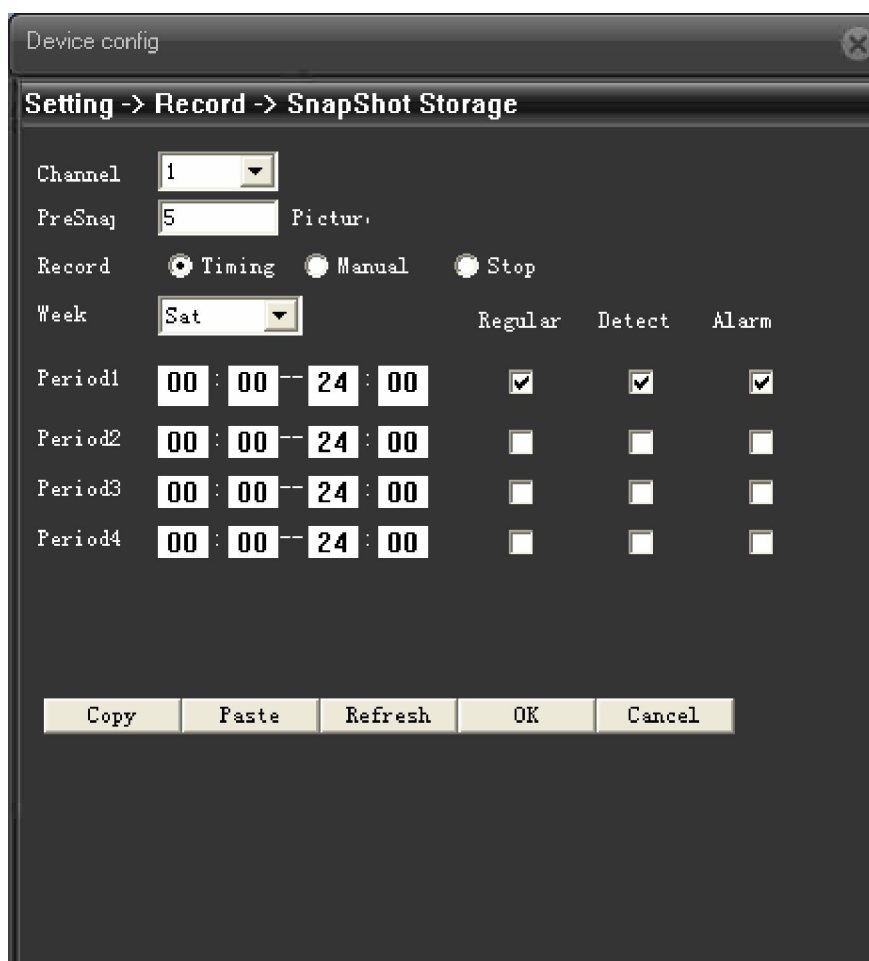 Device config
Setting -> Record -> SnapShot Storage
Channel 1
PreSnaj 5 Pictur
Record Timing Manual Stop
Week Sat Regular Detect Alarm
Period1 00 : 00 -- 24 : 00
Period2 00 : 00 -- 24 : 00
Period3 00 : 00 -- 24 : 00
Period4 00 : 00 -- 24 : 00
Copy Paste Refresh OK Cancel